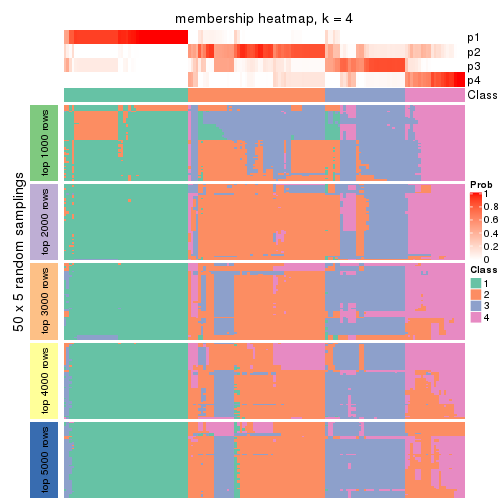 membership heatmap, k = 4
p1
p2
p3
p4
Class
50 x 5 random samplings
top 1000 rows
top 2000 rows
top 3000 rows
top 4000 rows
top 5000 rows
Prob
1
0.8
0.6
0.4
0.2
0
Class
1
2
3
4